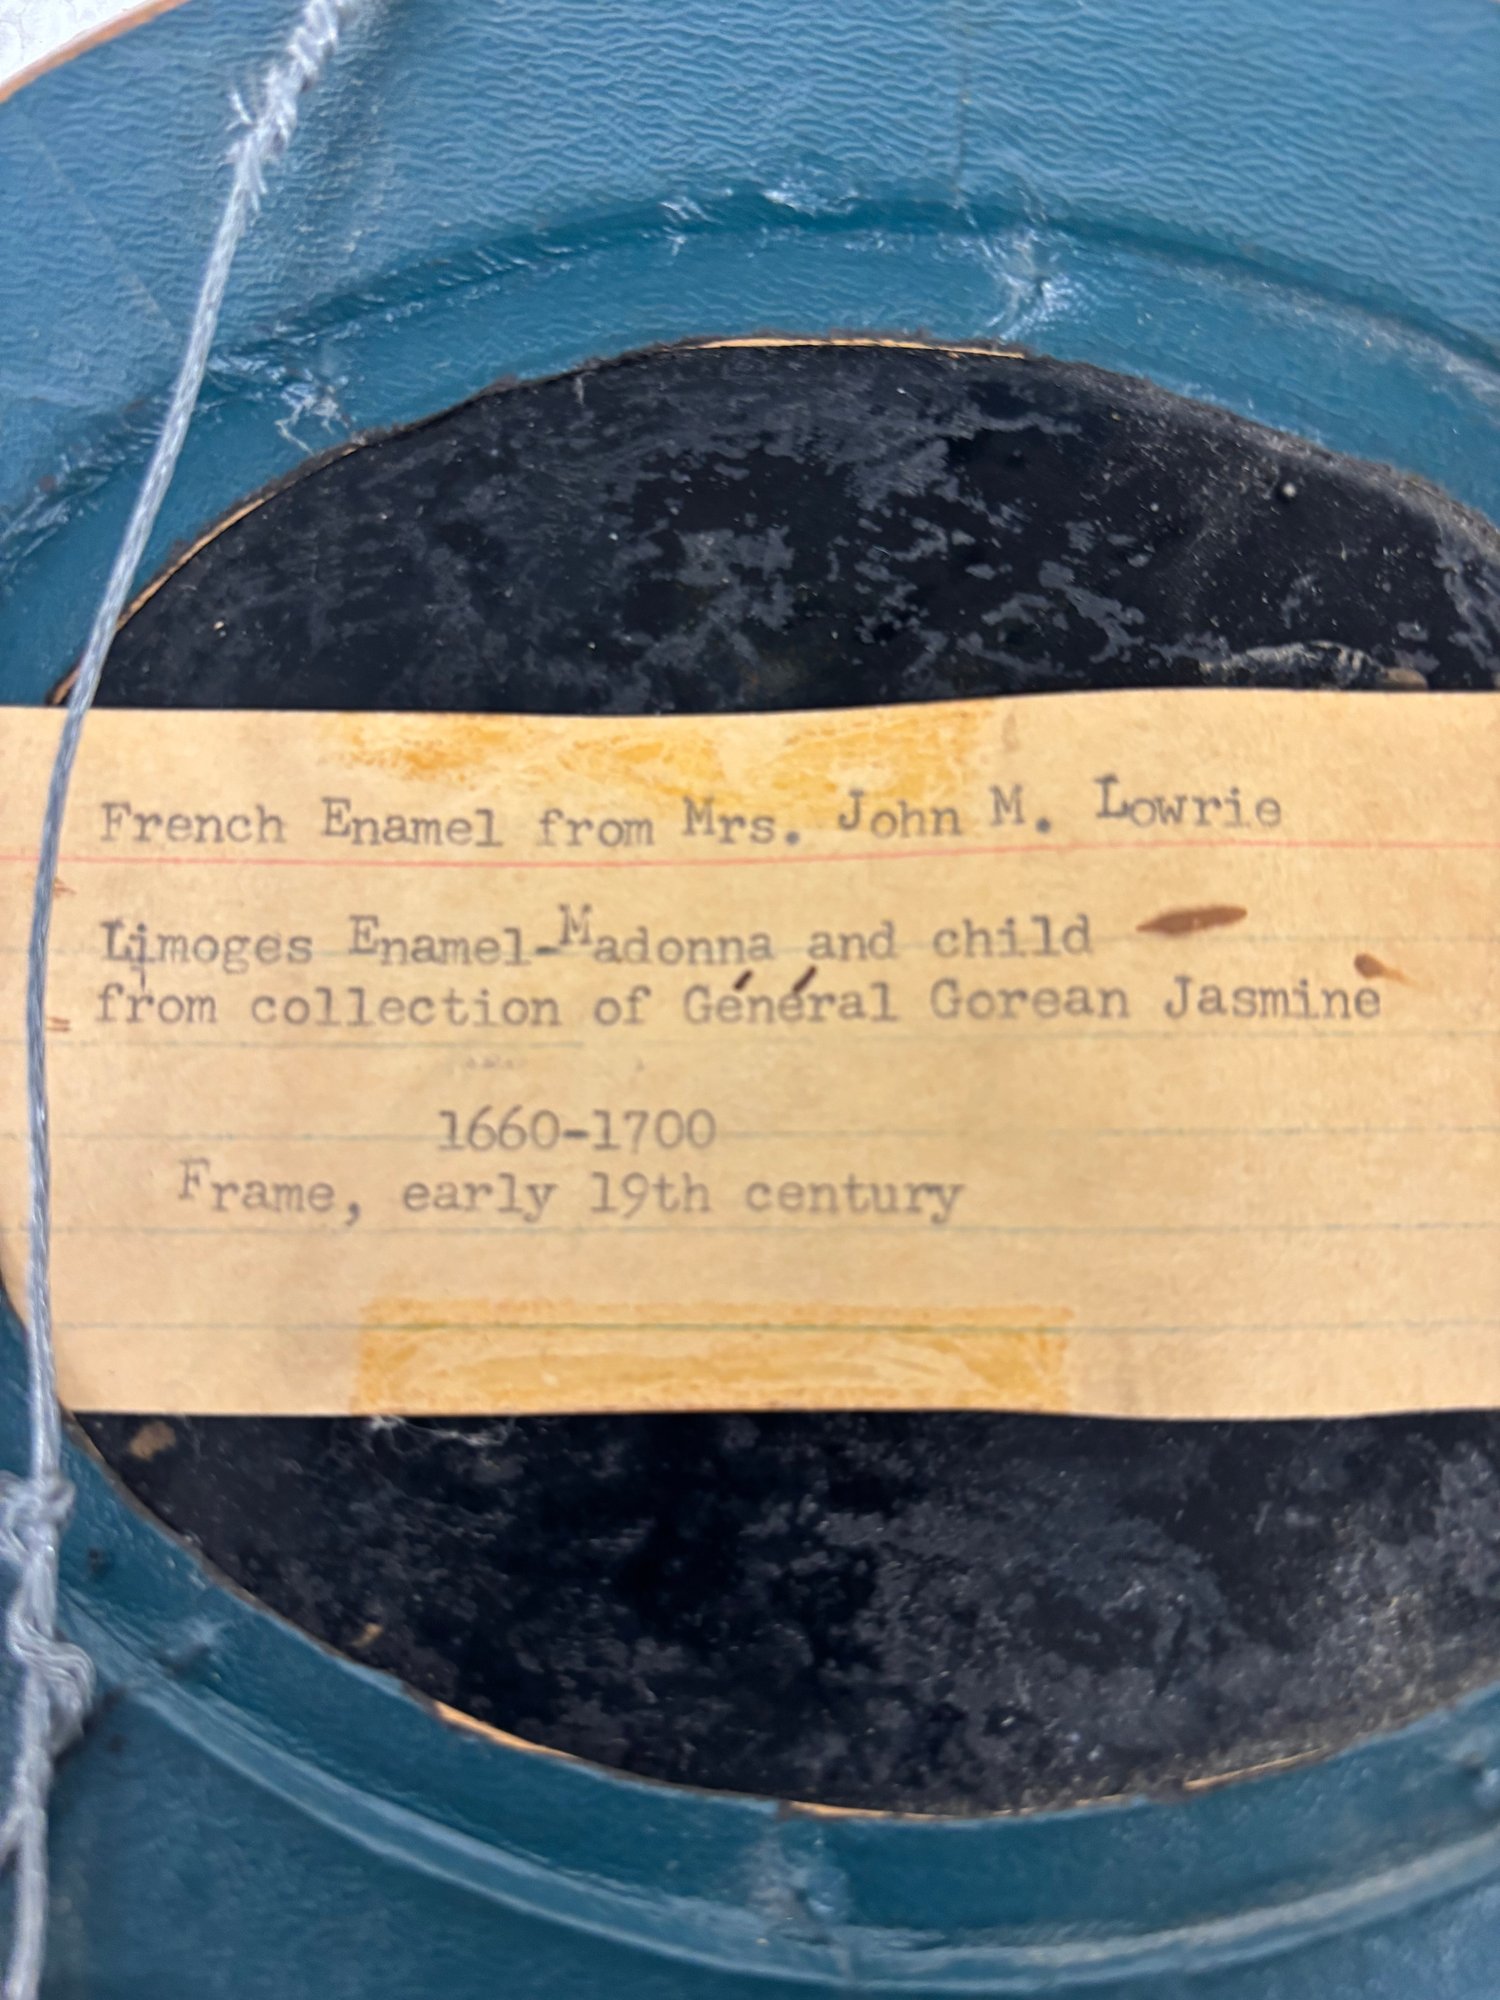 French Enamel from Mrs. John M. Lowrie
Limoges Enamel-Madonna and child
from collection of Général Gorean Jasmine
1660-1700
Frame, early 19th century